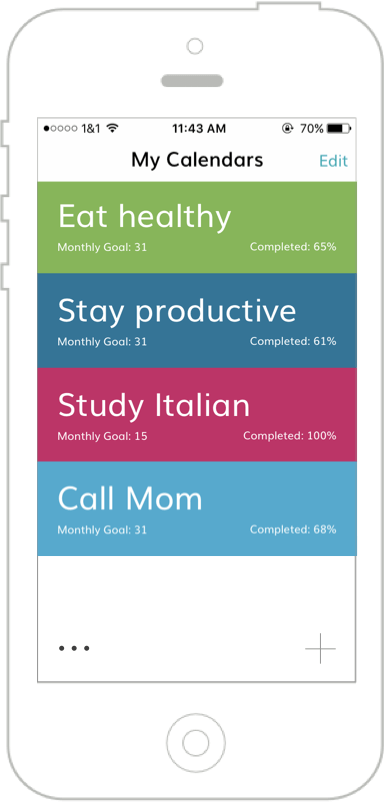 1&1 11:43 AM 70%
My Calendars Edit
Eat healthy
Monthly Goal: 31 Completed: 65%
Stay productive
Monthly Goal: 31 Completed: 61%
Study Italian
Monthly Goal: 15 Completed: 100%
Call Mom
Monthly Goal: 31 Completed: 68%